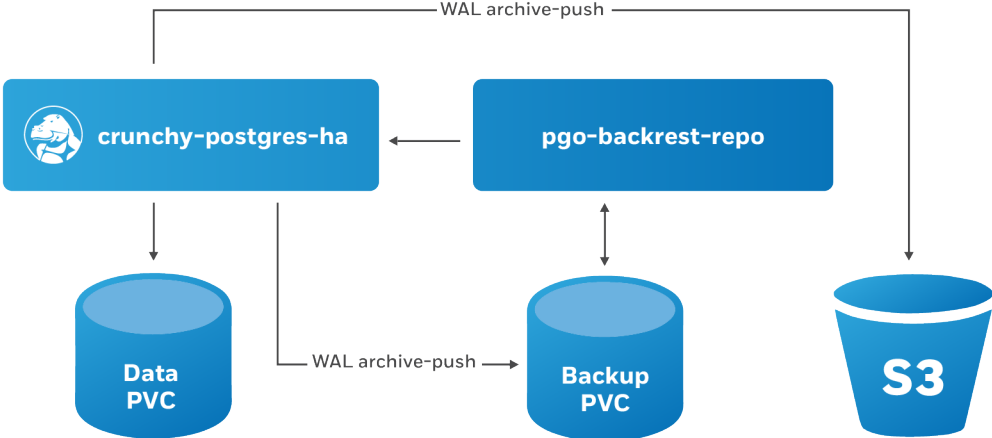 WAL archive-push
crunchy-postgres-ha
pgo-backrest-repo
WAL archive-push
Data
PVC
Backup
PVC
S3